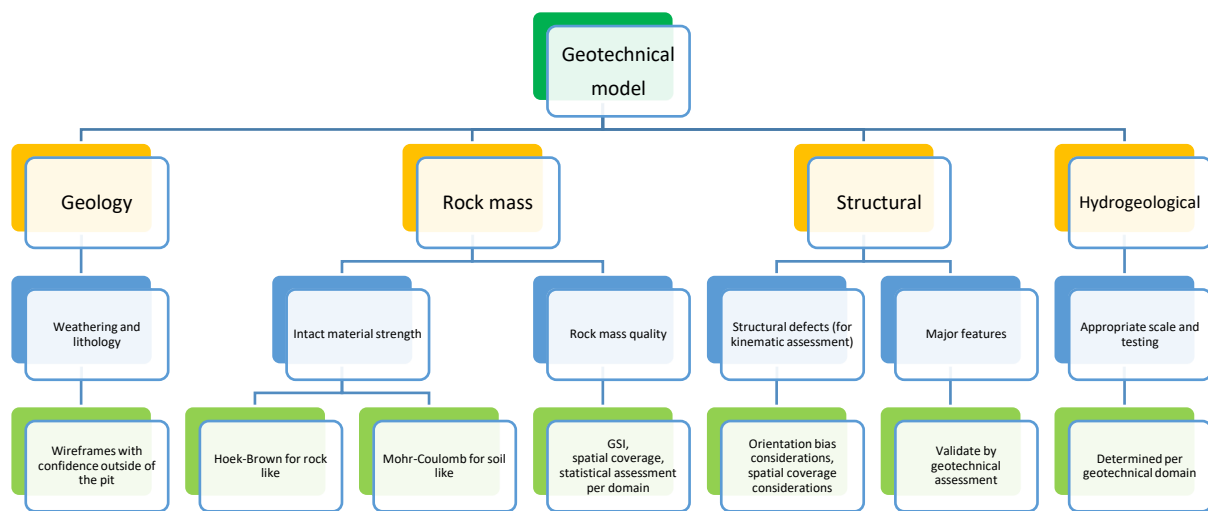 Geotechnical
model
Geology
Rock mass
Structural
Hydrogeological
Weathering and
lithology
Intact material strength
Rock mass quality
Structural defects (for
kinematic assessment)
Major features
Appropriate scale and
testing
Wireframes with
confidence outside of
the pit
Hoek-Brown for rock
like
Mohr-Coulomb for soil
like
GSI,
spatial coverage,
statistical assessment
per domain
Orientation bias
considerations,
spatial coverage
considerations
Validate by
geotechnical
assessment
Determined per
geotechnical domain